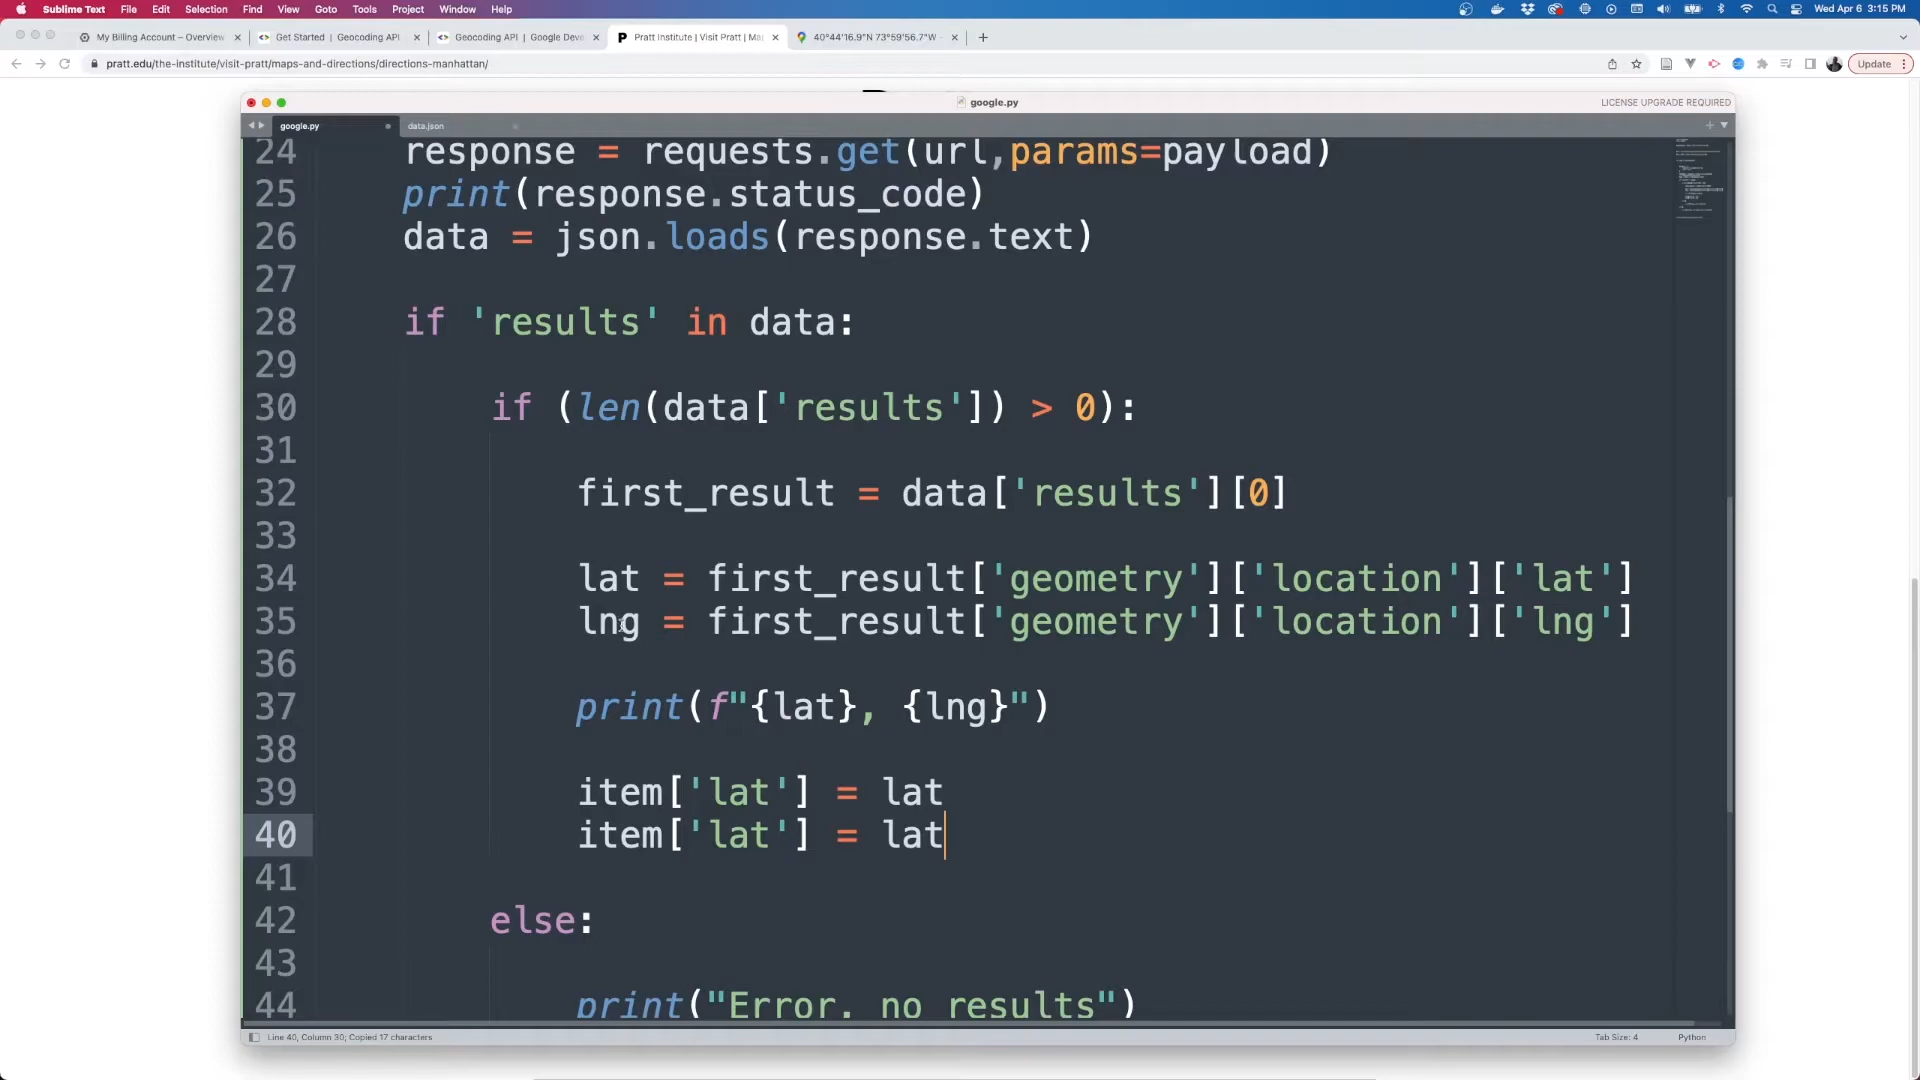 Sublime Text File Edit Selection Find View Goto Tools Project Window Help Wed Apr 6 3:15 PM
My Billing Account – Overview Get Started | Geocoding API Geocoding API | Google Deve Pratt Institute | Visit Pratt | Ma 40°44'16.9"N 73°59'56.7"W
pratt.edu/the-institute/visit-pratt/maps-and-directions/directions-manhattan/ Update
google.py LICENSE UPGRADE REQUIRED
google.py data.json
24 response = requests.get(url,params=payload)
25 print(response.status_code)
26 data = json.loads(response.text)
27
28 if 'results' in data:
29
30 if (len(data['results']) > 0):
31
32 first_result = data['results'][0]
33
34 lat = first_result['geometry']['location']['lat']
35 lng = first_result['geometry']['location']['lng']
36
37 print(f"{lat}, {lng}")
38
39 item['lat'] = lat
40 item['lat'] = lat
41
42 else:
43
44 print("Error. no results")
Line 40, Column 30; Copied 17 characters Tab Size: 4 Python